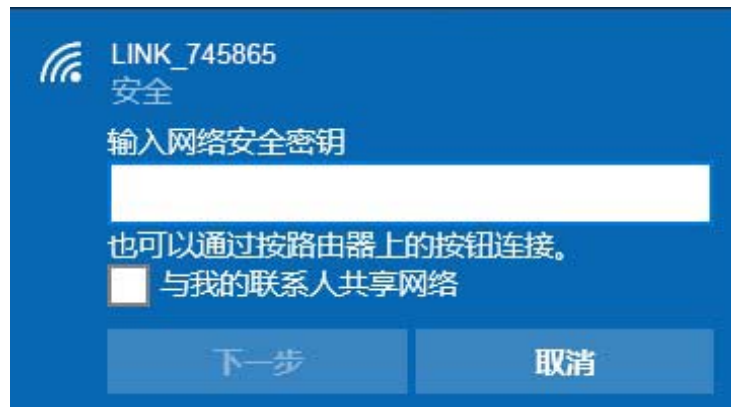 LINK_745865
安全
输入网络安全密钥
也可以通过按路由器上的按钮连接。
与我的联系人共享网络
下一步
取消